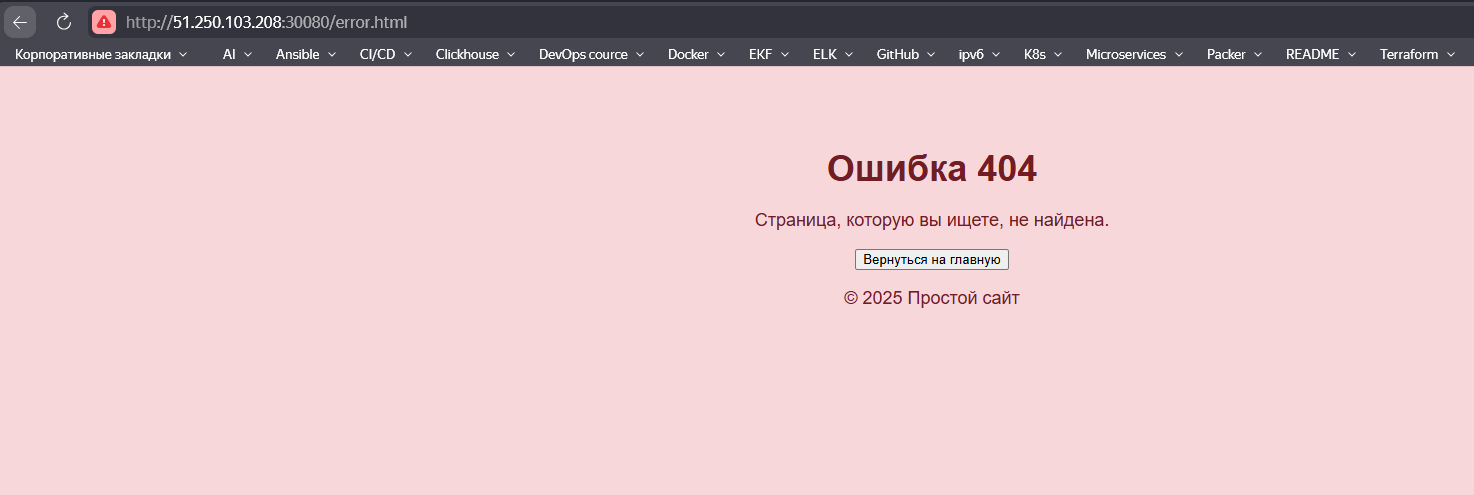 http://51.250.103.208:30080/error.html
Корпоративные закладки AI Ansible CI/CD Clickhouse DevOps cource Docker EKF ELK GitHub ipv6 K8s Microservices Packer README Terraform
Ошибка 404
Страница, которую вы ищете, не найдена.
Вернуться на главную
© 2025 Простой сайт